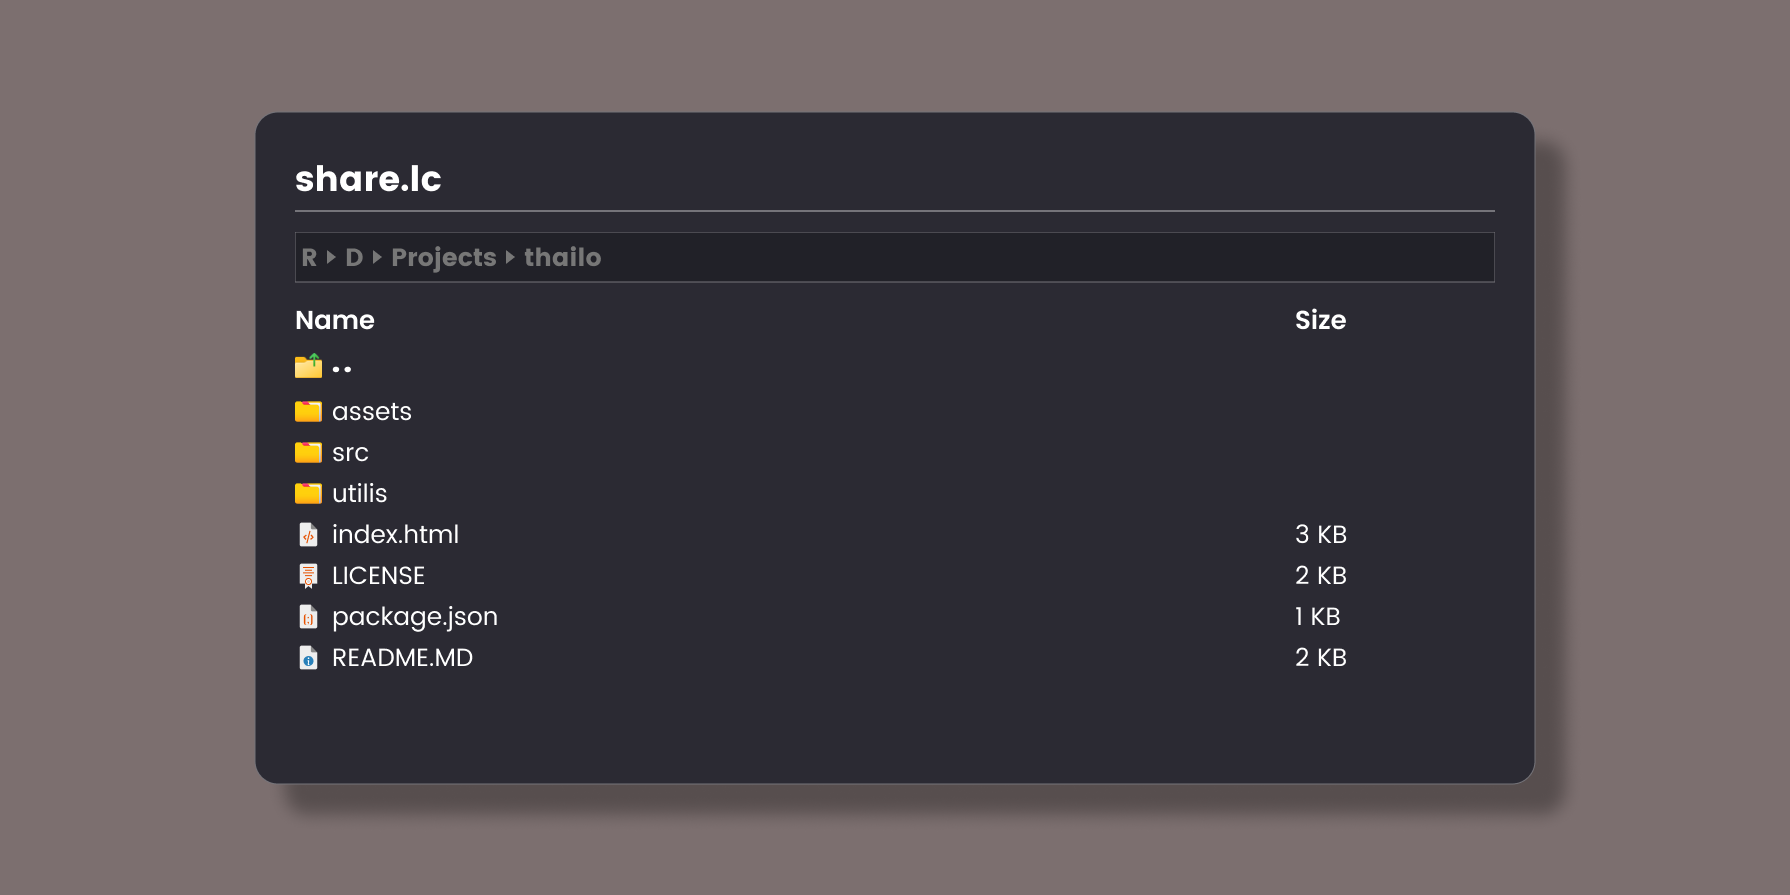 share.lc
R D Projects thailo
Name Size
..
assets
src
utilis
index.html 3 KB
LICENSE 2 KB
package.json 1 KB
README.MD 2 KB